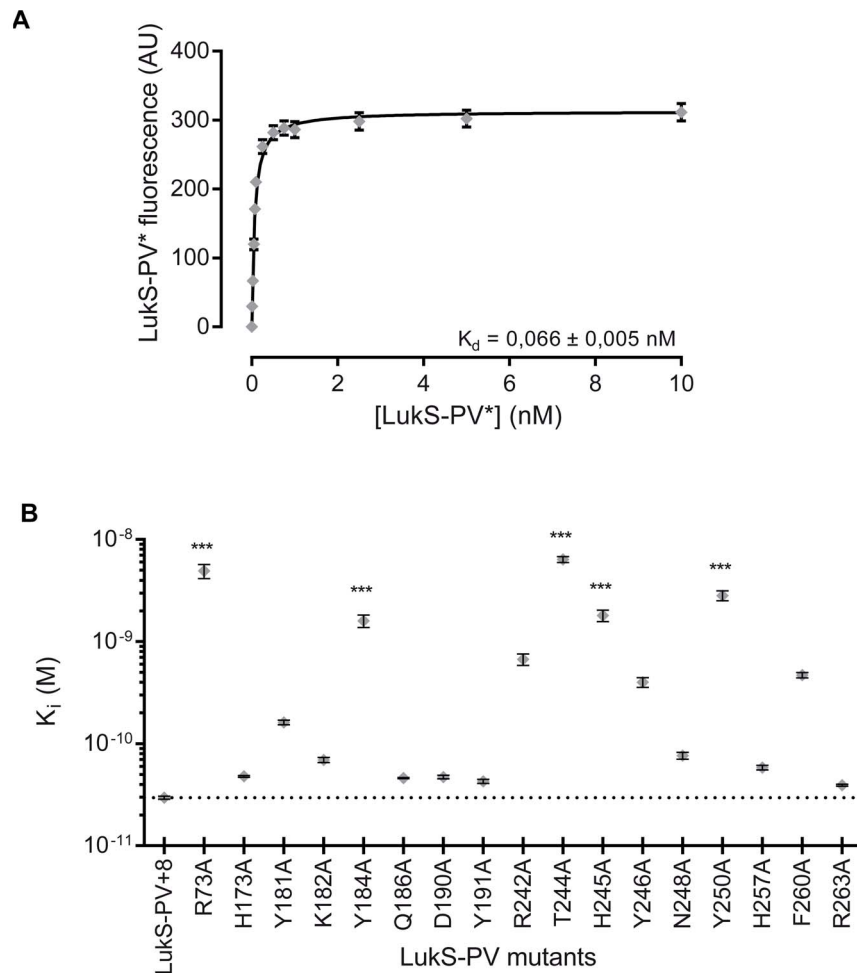 A
LukS-PV* fluorescence (AU)
400
300
200
100
0
K_d = 0,066 ± 0,005 nM
0 2 4 6 8 10
[LukS-PV*] (nM)
B
K_i (M)
10^-8
10^-9
10^-10
10^-11
*** *** *** *** ***
LukS-PV+8
R73A
H173A
Y181A
K182A
Y184A
Q186A
D190A
Y191A
R242A
T244A
H245A
Y246A
N248A
Y250A
H257A
F260A
R263A
LukS-PV mutants